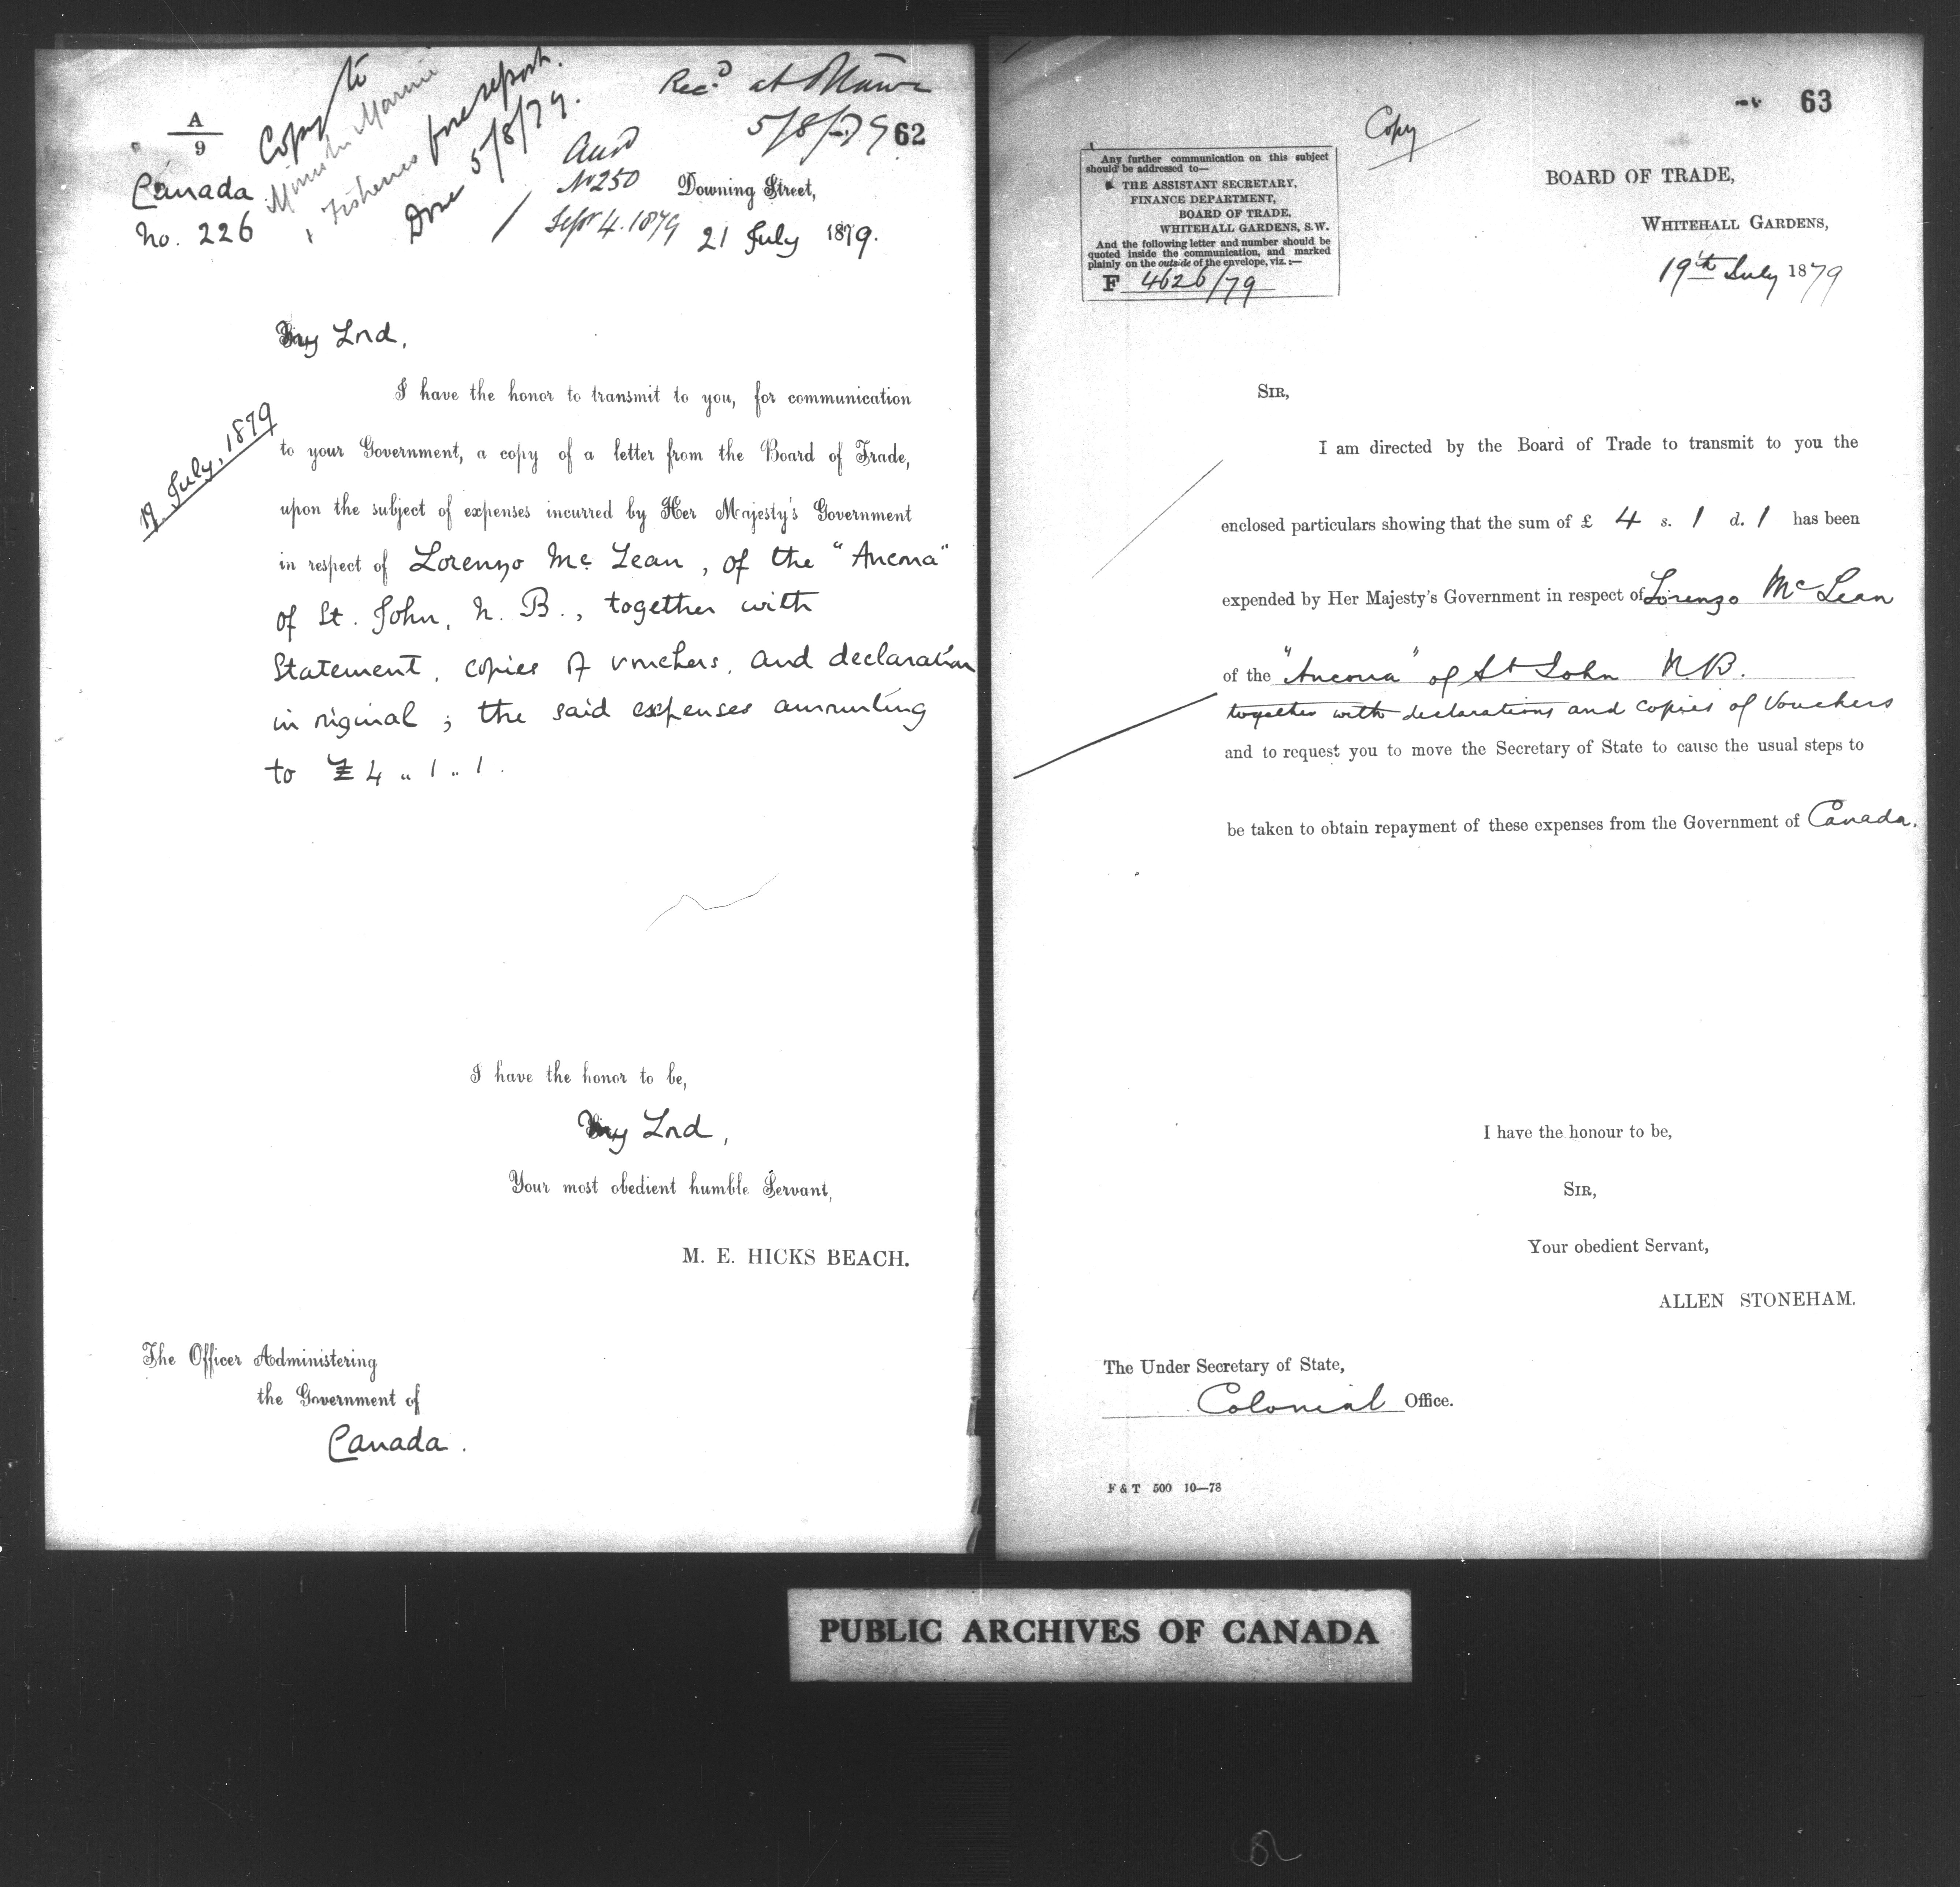 A
9
Canada
No. 226
Copy to
Minister Marine
& Fisheries for report.
Done 5/8/79.
Recd at Ottawa
5/8/79
62
Ansd
No 250
Sepr 4. 1879
Downing Street,
21 July 1879.
My Lord,
19 July, 1879
I have the honor to transmit to you, for communication
to your Government, a copy of a letter from the Board of Trade,
upon the subject of expenses incurred by Her Majesty's Government
in respect of Lorenzo Mc Lean, of the "Ancona"
of St. John, N. B., together with
Statement, copies of vouchers, and declaration
in original; the said expenses amounting
to £4 " 1 " 1.
I have the honor to be,
My Lord,
Your most obedient humble Servant,
M. E. HICKS BEACH.
The Officer Administering
the Government of
Canada.
63
Copy
Any further communication on this subject
should be addressed to—
THE ASSISTANT SECRETARY,
FINANCE DEPARTMENT,
BOARD OF TRADE,
WHITEHALL GARDENS, S.W.
And the following letter and number should be
quoted inside the communication, and marked
plainly on the outside of the envelope, viz.:—
F 4626/79
BOARD OF TRADE,
WHITEHALL GARDENS,
19th July 1879
SIR,
I am directed by the Board of Trade to transmit to you the
enclosed particulars showing that the sum of £ 4 s. 1 d. 1 has been
expended by Her Majesty's Government in respect of Lorenzo McLean
of the "Ancona" of St John N.B.
together with declarations and copies of Vouchers
and to request you to move the Secretary of State to cause the usual steps to
be taken to obtain repayment of these expenses from the Government of Canada.
I have the honour to be,
SIR,
Your obedient Servant,
ALLEN STONEHAM.
The Under Secretary of State,
Colonial Office.
F & T 500 10—78
PUBLIC ARCHIVES OF CANADA